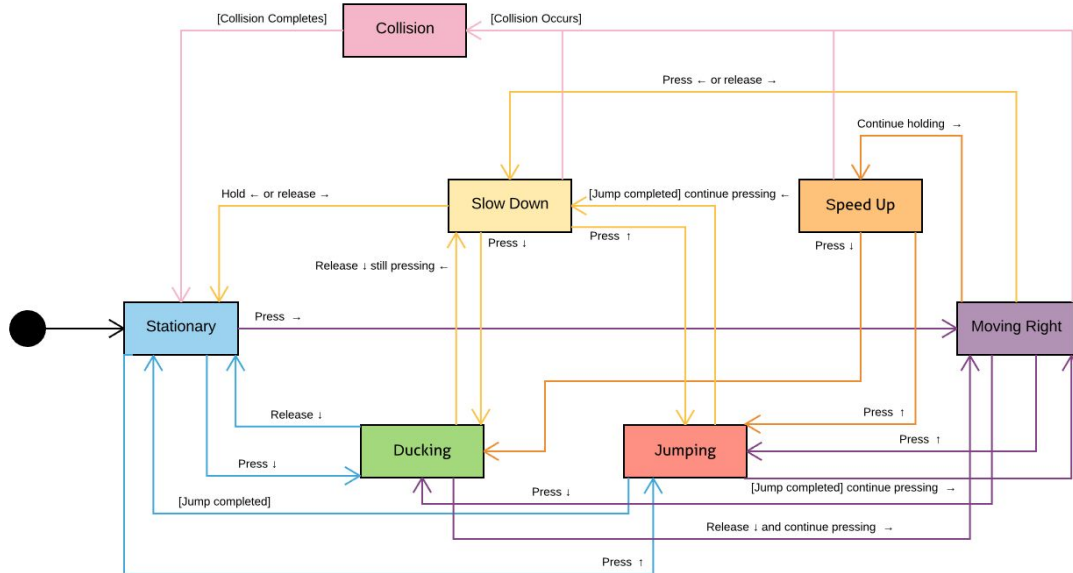 [Collision Completes]
Collision
[Collision Occurs]
Press ← or release →
Continue holding →
Hold ← or release →
Slow Down
[Jump completed] continue pressing ←
Speed Up
Press ↓
Press ↑
Press ↓
Release ↓ still pressing ←
Stationary
Press →
Moving Right
Release ↓
Press ↑
Ducking
Jumping
Press ↑
Press ↓
Press ↓
[Jump completed] continue pressing →
[Jump completed]
Release ↓ and continue pressing →
Press ↑